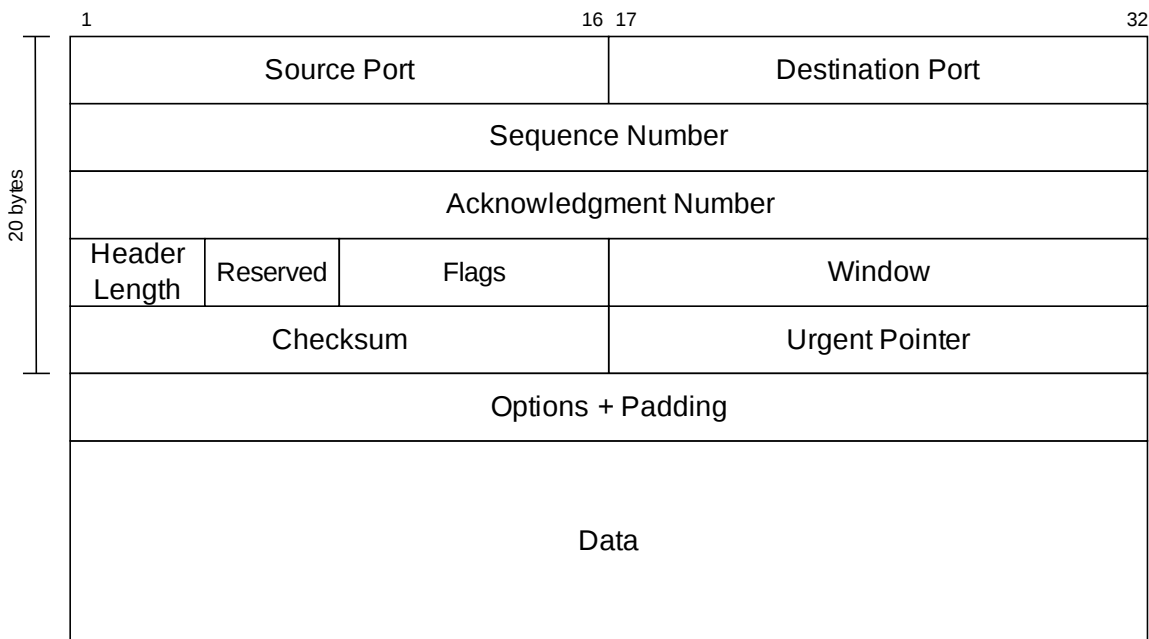 1 16 17 32
Source Port Destination Port
Sequence Number
20 bytes
Acknowledgment Number
Header
Length
Reserved
Flags
Window
Checksum Urgent Pointer
Options + Padding
Data